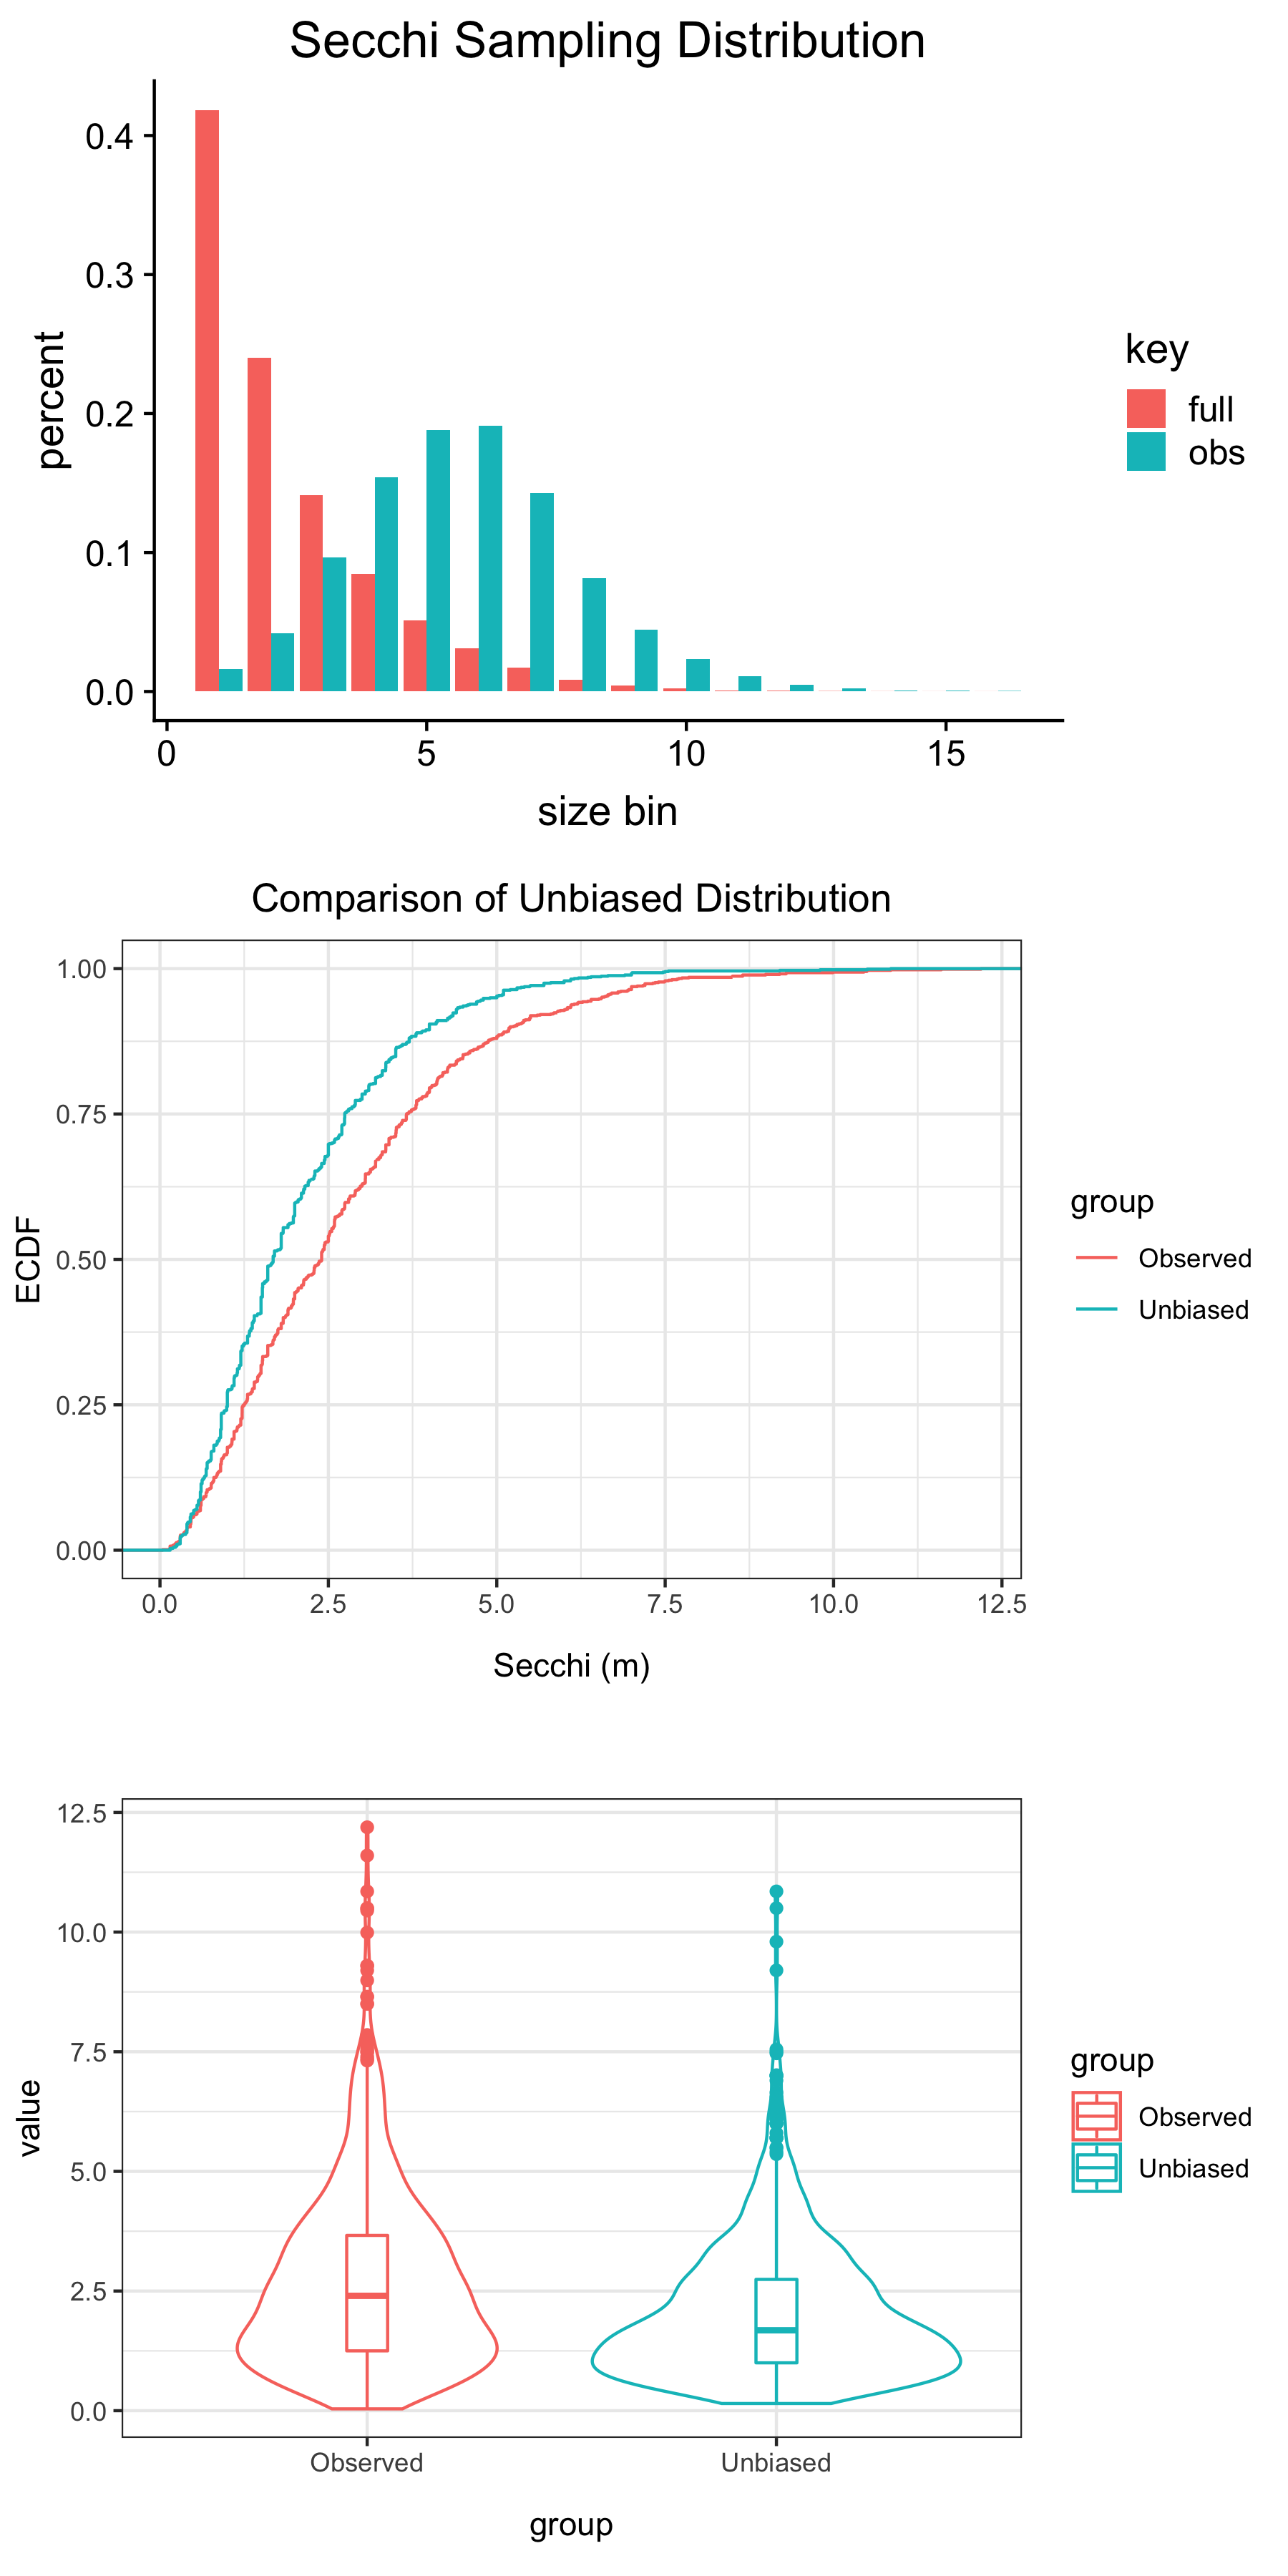 Secchi Sampling Distribution
0.4
0.3
0.2
0.1
0.0
percent
0 5 10 15
size bin
key
full
obs
Comparison of Unbiased Distribution
1.00
0.75
0.50
0.25
0.00
ECDF
0.0 2.5 5.0 7.5 10.0 12.5
Secchi (m)
group
Observed
Unbiased
12.5
10.0
7.5
5.0
2.5
0.0
value
Observed Unbiased
group
group
Observed
Unbiased